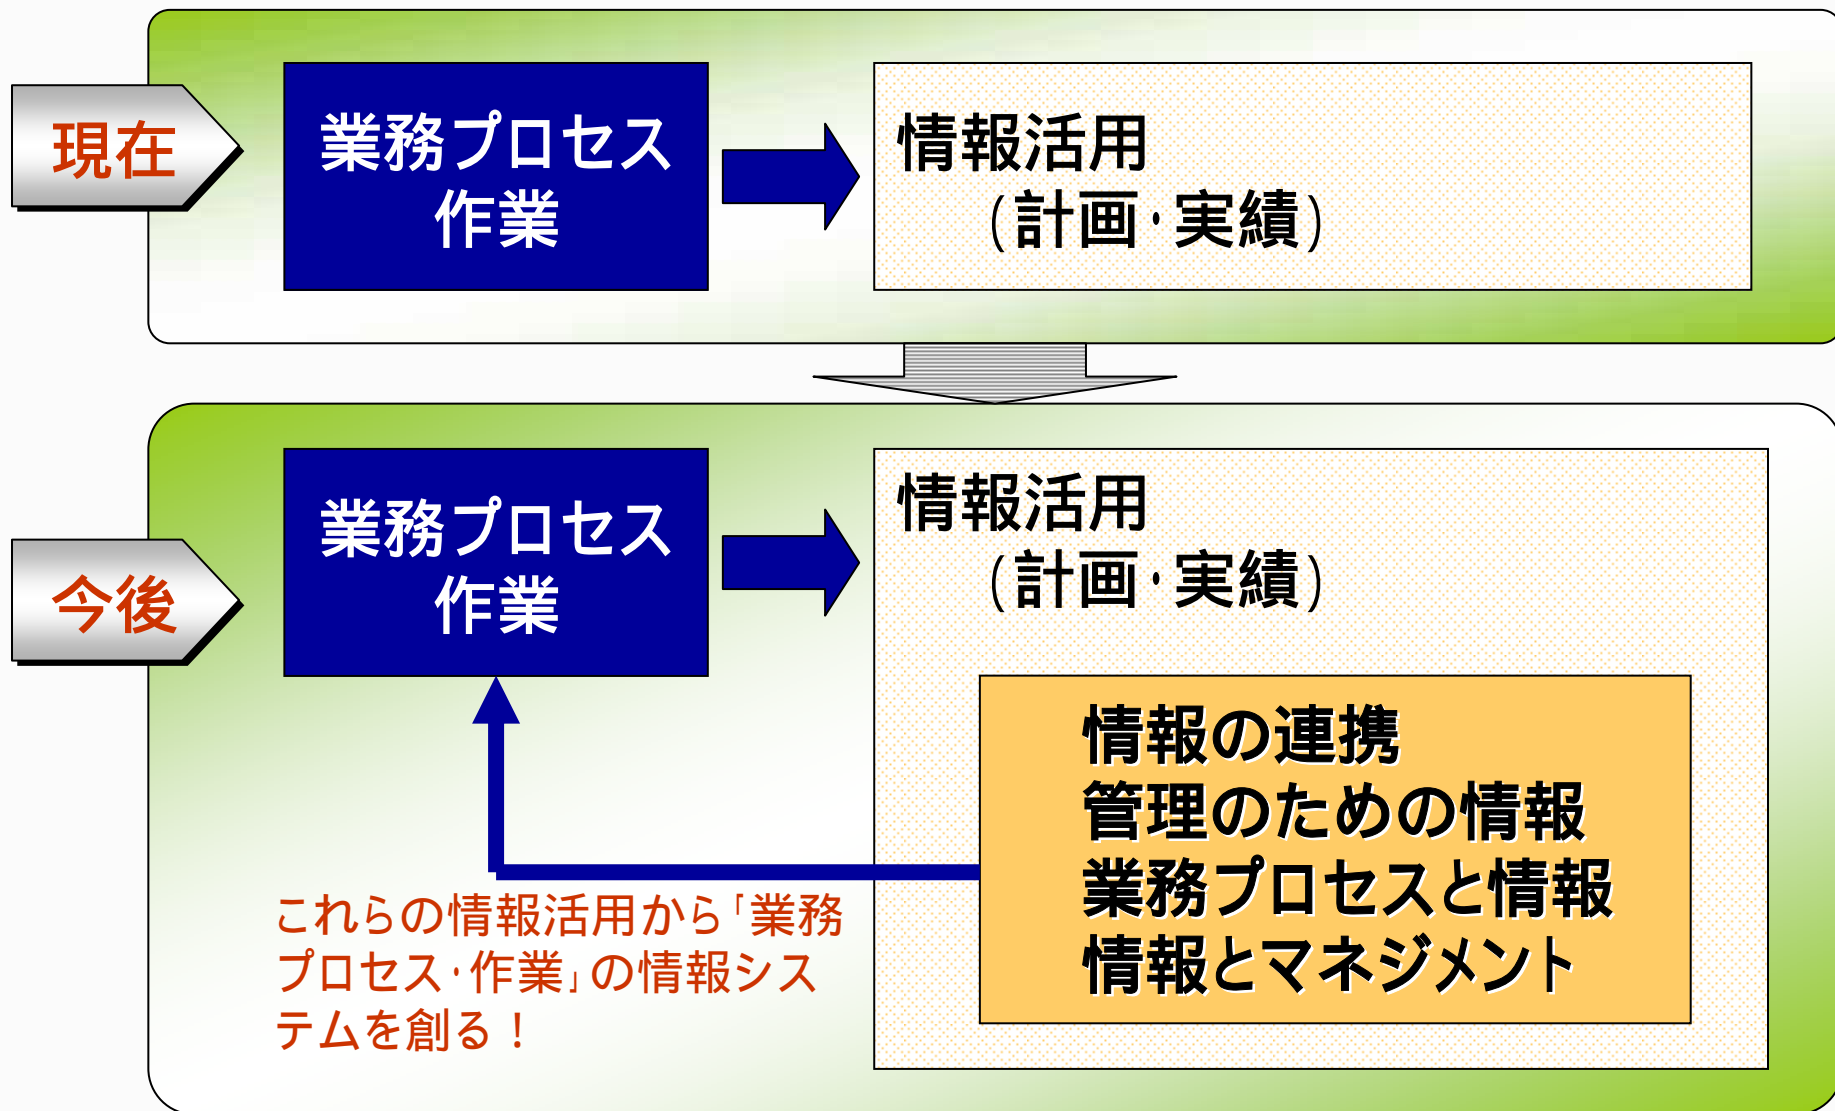 現在
業務プロセス
作業
情報活用
(計画・実績)
今後
業務プロセス
作業
情報活用
(計画・実績)
情報の連携
管理のための情報
業務プロセスと情報
情報とマネジメント
これらの情報活用から「業務
プロセス・作業」の情報シス
テムを創る！